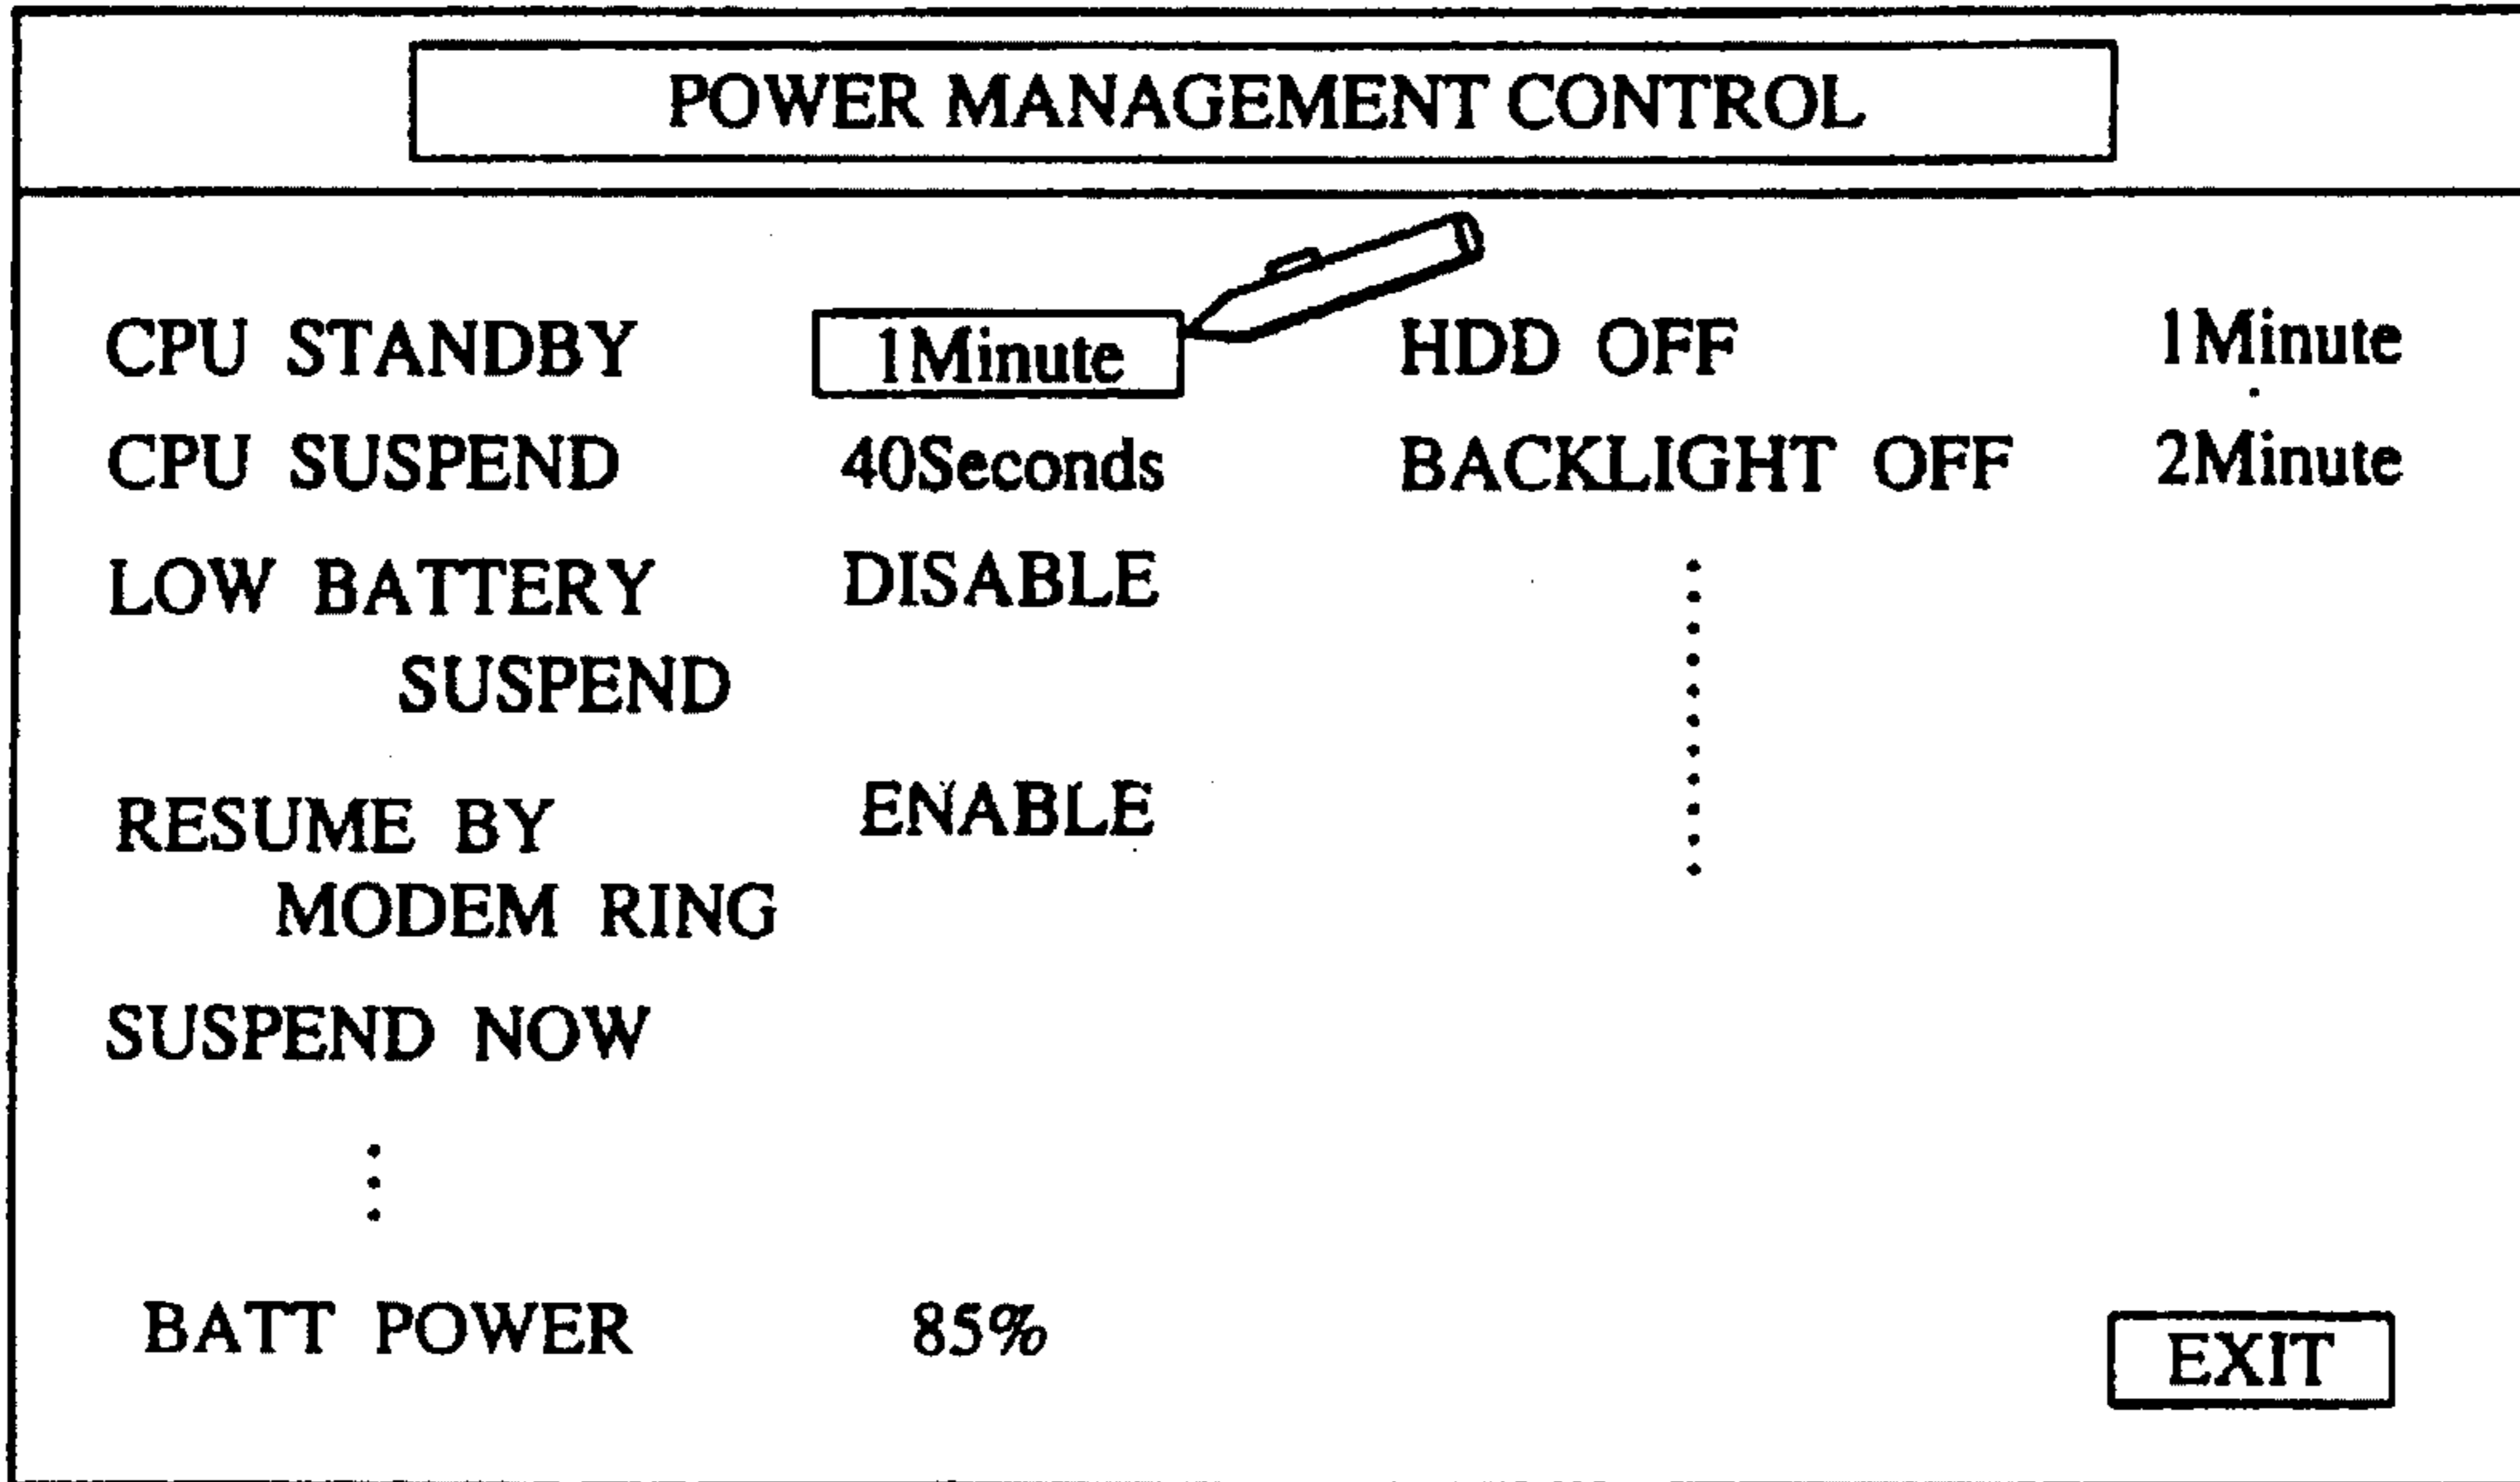 POWER MANAGEMENT CONTROL
CPU STANDBY 1Minute HDD OFF 1Minute
CPU SUSPEND 40Seconds BACKLIGHT OFF 2Minute
LOW BATTERY DISABLE
SUSPEND
RESUME BY ENABLE
MODEM RING
SUSPEND NOW
BATT POWER 85%
EXIT